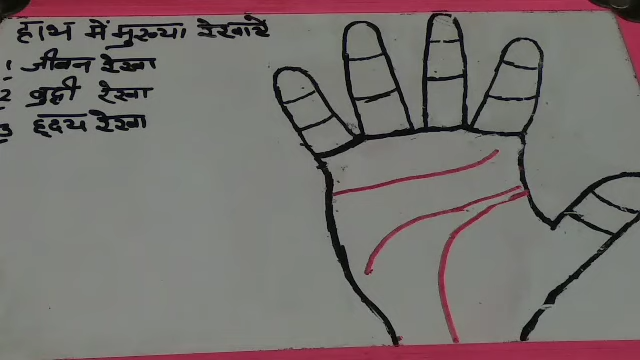 हाथ में मुख्या रेखाये
1 जीवन रेखा
2 बुद्दी रेखा
3 हृदय रेखा